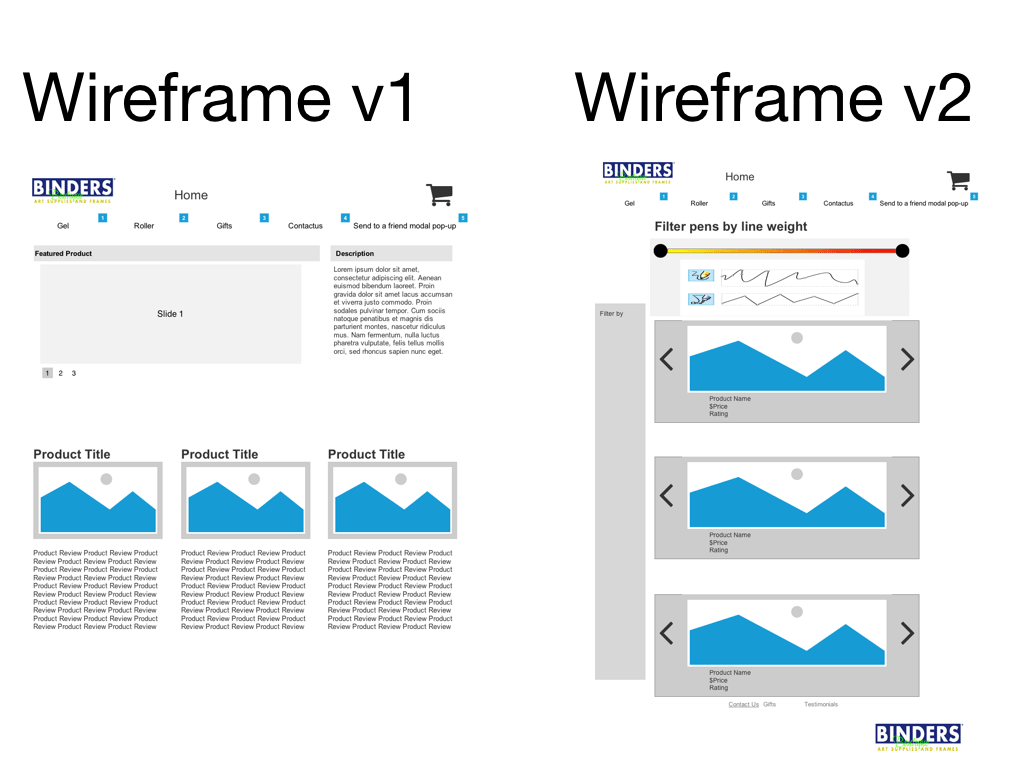 Wireframe v1
BINDERS
ART SUPPLIES AND FRAMES
Home
1
2
3
4
5
Gel
Roller
Gifts
Contactus
Send to a friend modal pop-up
Featured Product
Slide 1
1 2 3
Description
Lorem ipsum dolor sit amet,
consectetur adipiscing elit. Aenean
euismod bibendum laoreet. Proin
gravida dolor sit amet lacus accumsan
et viverra justo commodo. Proin
sodales pulvinar tempor. Cum sociis
natoque penatibus et magnis dis
parturient montes, nascetur ridiculus
mus. Nam fermentum, nulla luctus
pharetra vulputate, felis tellus mollis
orci, sed rhoncus sapien nunc eget.
Product Title
Product Review Product Review Product
Review Product Review Product Review
Product Review Product Review Product
Review Product Review Product Review
Product Review Product Review Product
Review Product Review Product Review
Product Review Product Review Product
Review Product Review Product Review
Product Review Product Review Product
Review Product Review Product Review
Product Title
Product Review Product Review Product
Review Product Review Product Review
Product Review Product Review Product
Review Product Review Product Review
Product Review Product Review Product
Review Product Review Product Review
Product Review Product Review Product
Review Product Review Product Review
Product Review Product Review Product
Review Product Review Product Review
Product Title
Product Review Product Review Product
Review Product Review Product Review
Product Review Product Review Product
Review Product Review Product Review
Product Review Product Review Product
Review Product Review Product Review
Product Review Product Review Product
Review Product Review Product Review
Product Review Product Review Product
Review Product Review Product Review
Wireframe v2
BINDERS
ART SUPPLIES AND FRAMES
Home
1
2
3
4
5
Gel
Roller
Gifts
Contactus
Send to a friend modal pop-up
Filter pens by line weight
Filter by
Product Name
$Price
Rating
Product Name
$Price
Rating
Product Name
$Price
Rating
Contact Us Gifts Testimonials
BINDERS
ART SUPPLIES AND FRAMES